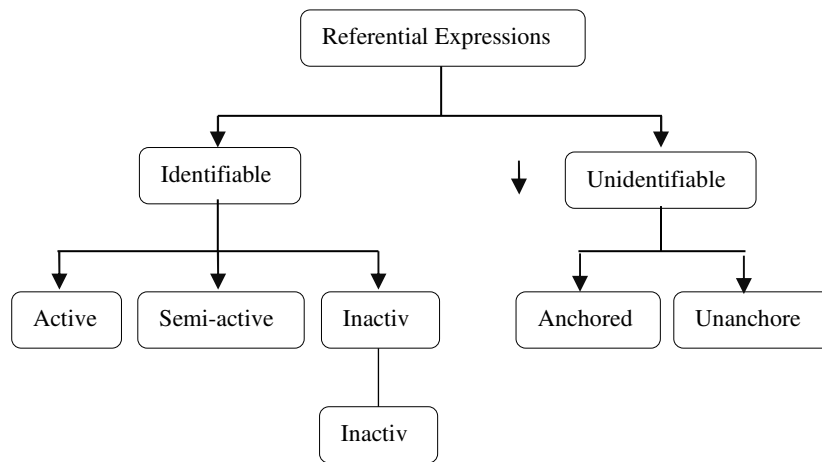 Referential Expressions
Identifiable
Unidentifiable
Active
Semi-active
Inactiv
Anchored
Unanchore
Inactiv